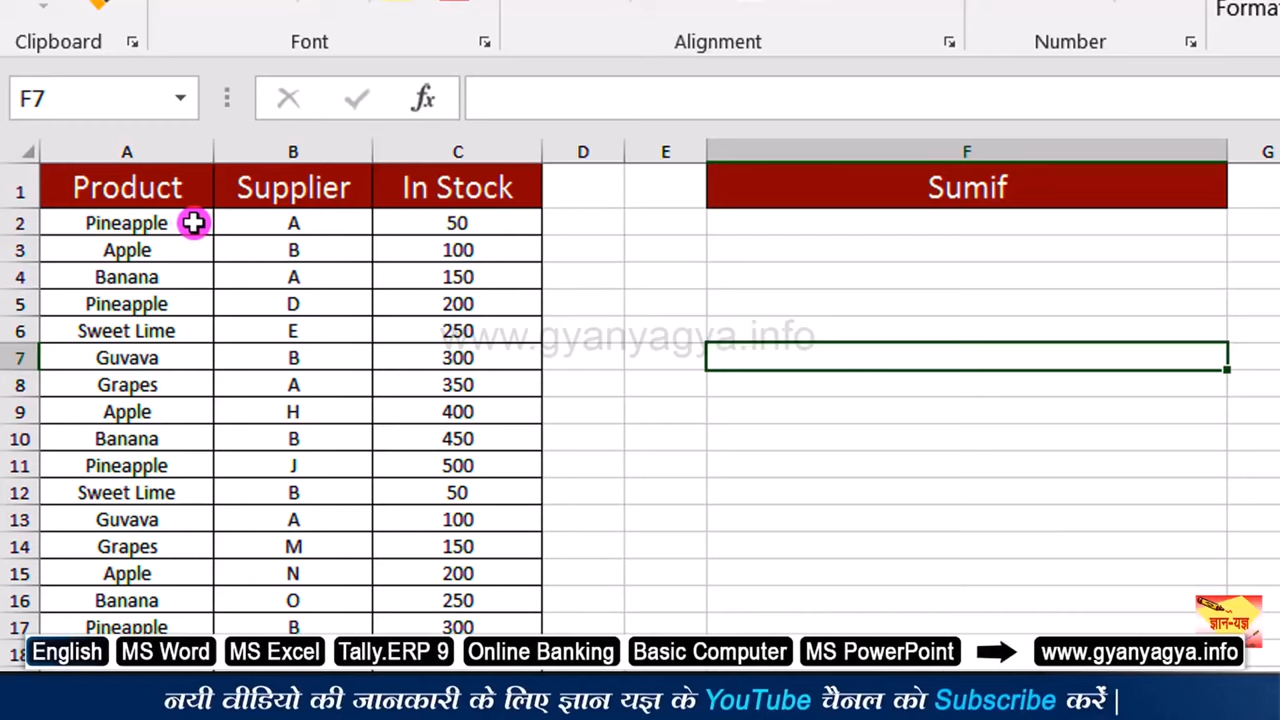 Forma
Clipboard Font Alignment Number
F7 fx
A B C D E F G
1 Product Supplier In Stock Sumif
2 Pineapple A 50
3 Apple B 100
4 Banana A 150
5 Pineapple D 200
6 Sweet Lime E 250
www.gyanyagya.info
7 Guvava B 300
8 Grapes A 350
9 Apple H 400
10 Banana B 450
11 Pineapple J 500
12 Sweet Lime B 50
13 Guvava A 100
14 Grapes M 150
15 Apple N 200
16 Banana O 250
17 Pineapple B 300
ज्ञान-यज्ञ
18
English MS Word MS Excel Tally.ERP 9 Online Banking Basic Computer MS PowerPoint www.gyanyagya.info
नयी वीडियो की जानकारी के लिए ज्ञान यज्ञ के YouTube चैनल को Subscribe करें |